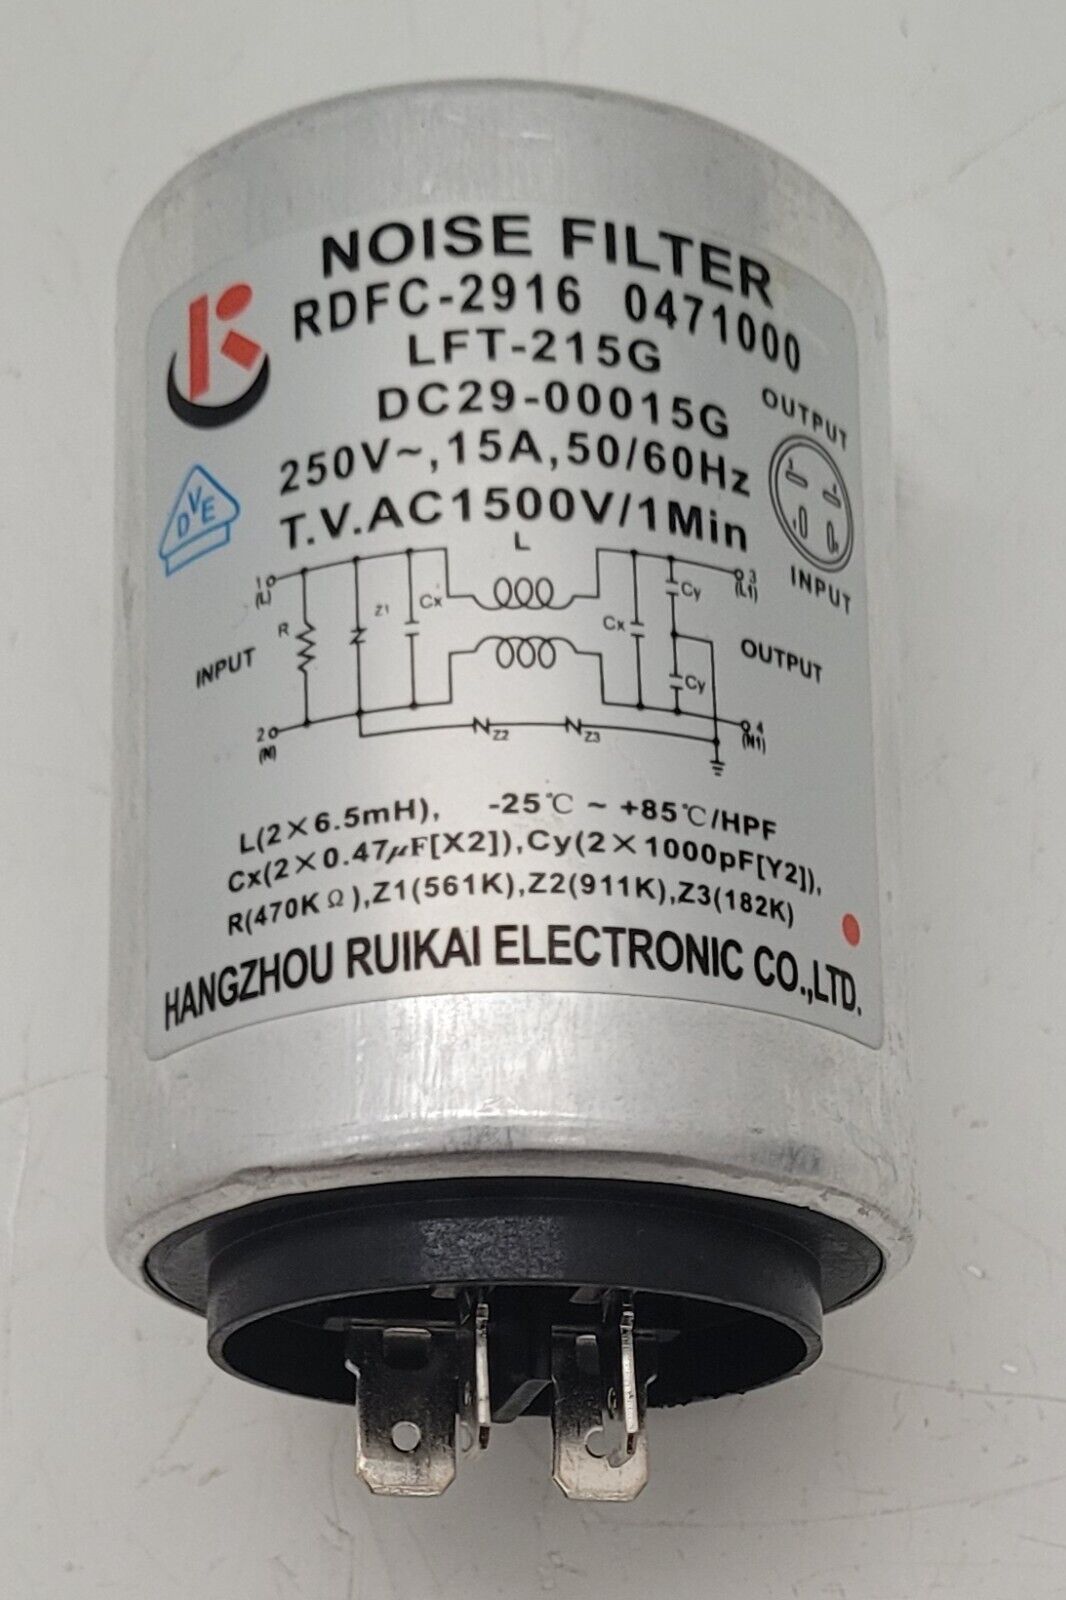 NOISE FILTER
RDFC-2916 0471000
LFT-215G
DC29-00015G
250V~,15A,50/60Hz
T.V.AC1500V/1Min
OUTPUT
INPUT
DVE
L
1
(L)
R
Z1
Cx
Cx
Cy
3
(L1)
INPUT
OUTPUT
Cy
2
(N)
Z2
Z3
4
(N1)
L(2×6.5mH), -25℃ ~ +85℃/HPF
Cx(2×0.47μF[X2]),Cy(2×1000pF[Y2]),
R(470KΩ),Z1(561K),Z2(911K),Z3(182K)
HANGZHOU RUIKAI ELECTRONIC CO.,LTD.